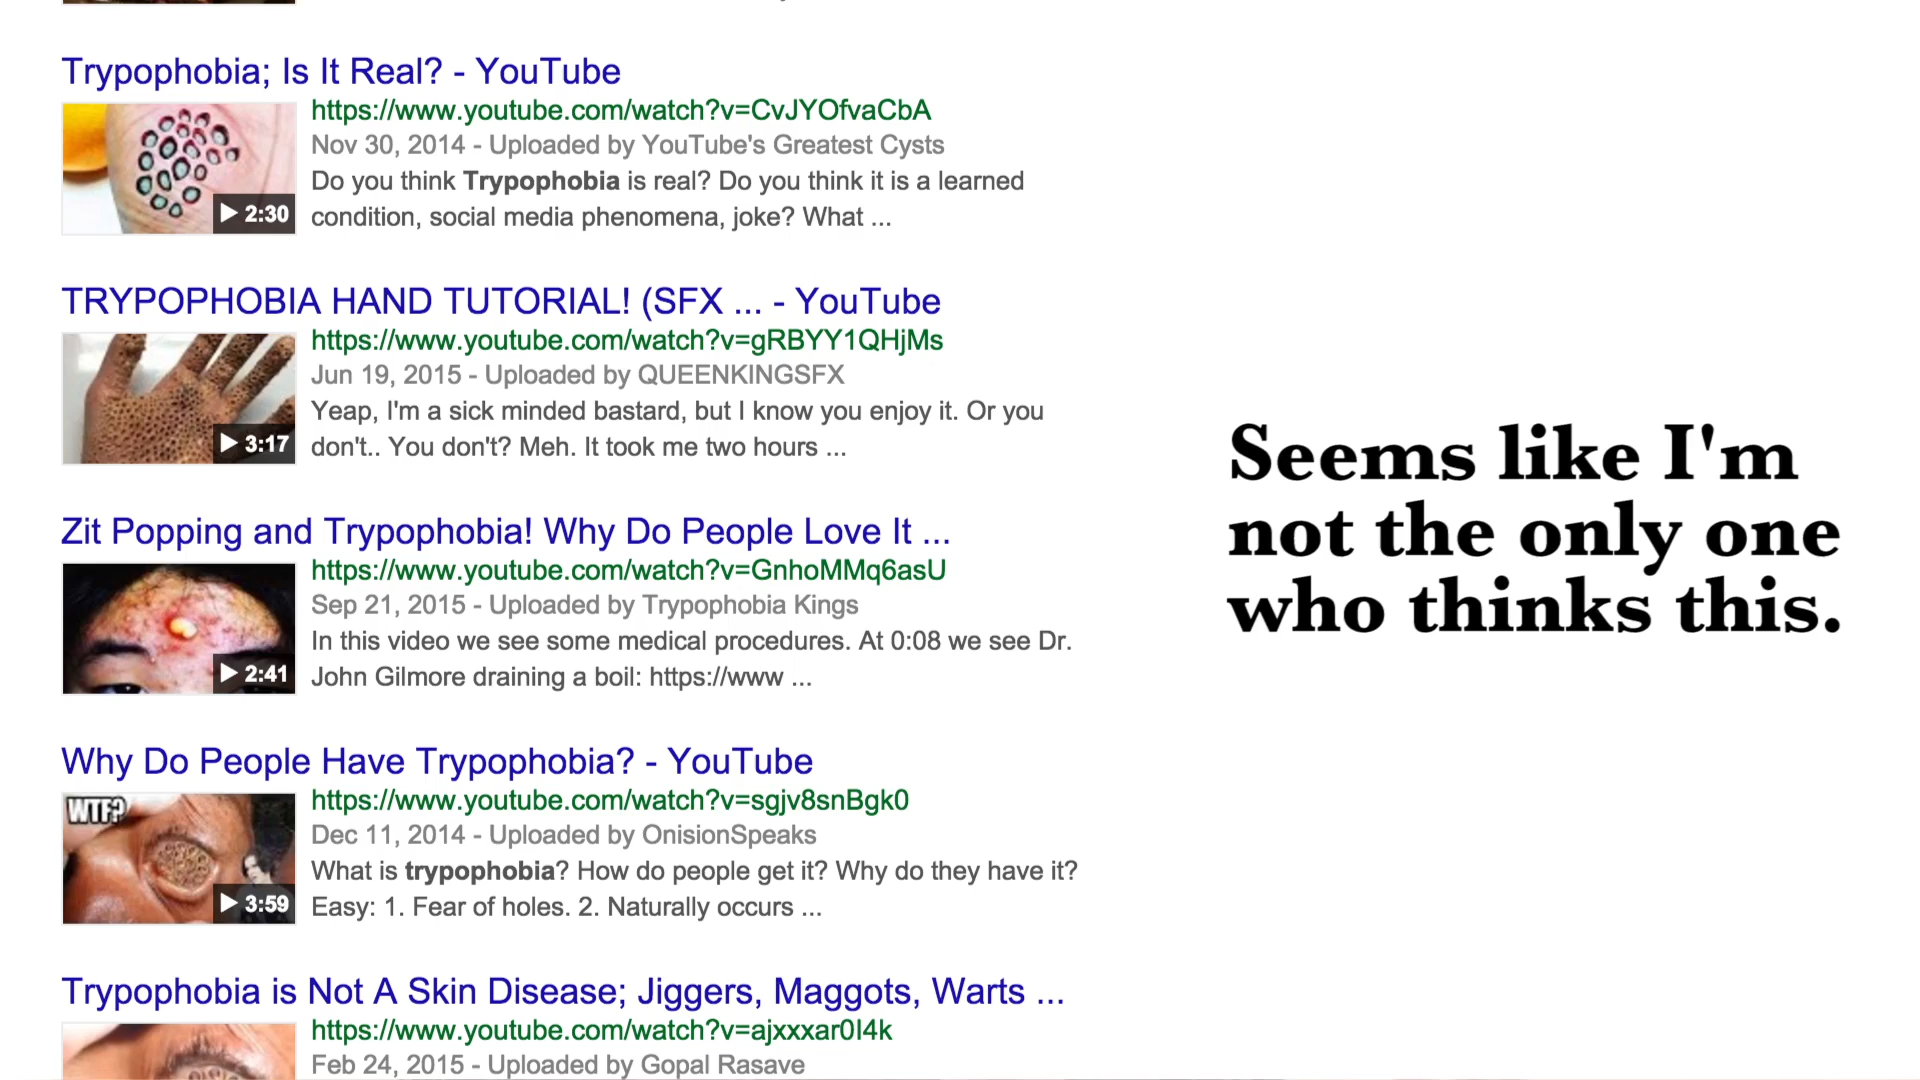 Trypophobia; Is It Real? - YouTube
https://www.youtube.com/watch?v=CvJYOfvaCbA
Nov 30, 2014 - Uploaded by YouTube's Greatest Cysts
Do you think Trypophobia is real? Do you think it is a learned
condition, social media phenomena, joke? What ...
2:30
TRYPOPHOBIA HAND TUTORIAL! (SFX ... - YouTube
https://www.youtube.com/watch?v=gRBYY1QHjMs
Jun 19, 2015 - Uploaded by QUEENKINGSFX
Yeap, I'm a sick minded bastard, but I know you enjoy it. Or you
don't.. You don't? Meh. It took me two hours ...
3:17
Zit Popping and Trypophobia! Why Do People Love It ...
https://www.youtube.com/watch?v=GnhoMMq6asU
Sep 21, 2015 - Uploaded by Trypophobia Kings
In this video we see some medical procedures. At 0:08 we see Dr.
John Gilmore draining a boil: https://www ...
2:41
Why Do People Have Trypophobia? - YouTube
WTF?
https://www.youtube.com/watch?v=sgjv8snBgk0
Dec 11, 2014 - Uploaded by OnisionSpeaks
What is trypophobia? How do people get it? Why do they have it?
Easy: 1. Fear of holes. 2. Naturally occurs ...
3:59
Trypophobia is Not A Skin Disease; Jiggers, Maggots, Warts ...
https://www.youtube.com/watch?v=ajxxxar0l4k
Feb 24, 2015 - Uploaded by Gopal Rasave
Seems like I'm
not the only one
who thinks this.